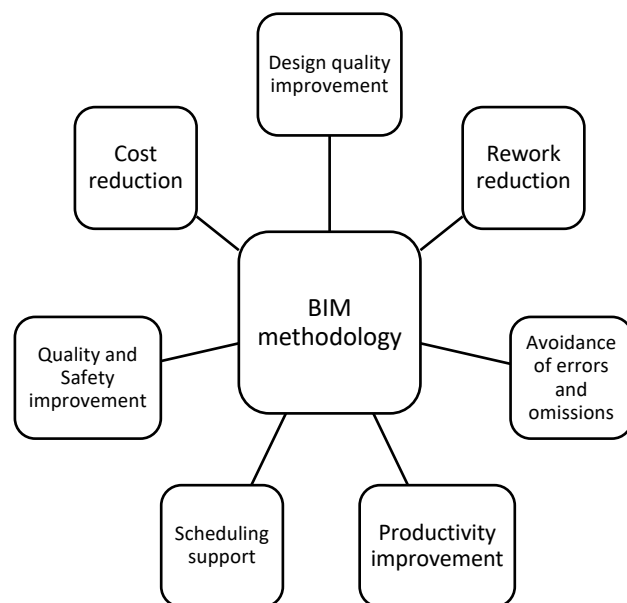 Design quality
improvement
Cost
reduction
Rework
reduction
BIM
methodology
Quality and
Safety
improvement
Avoidance
of errors
and
omissions
Scheduling
support
Productivity
improvement